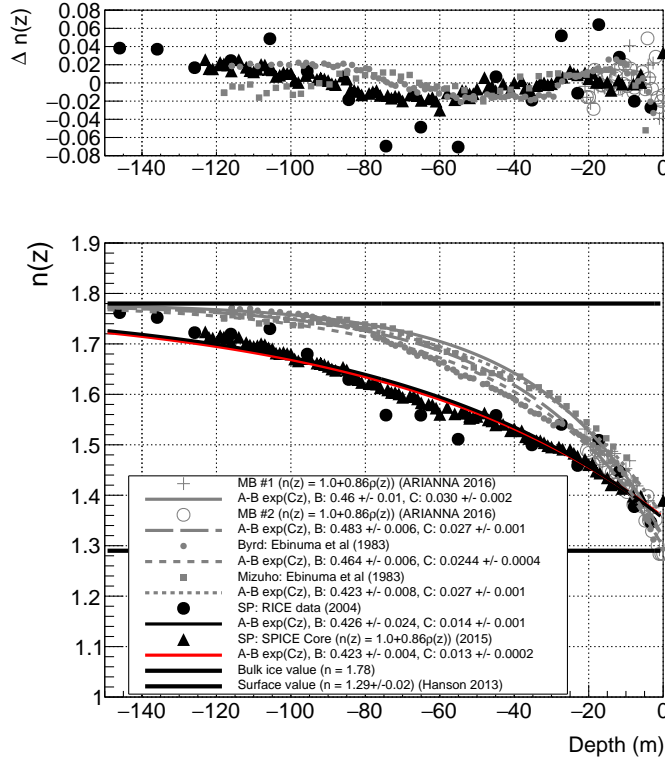 Δ n(z)
0.08
0.06
0.04
0.02
0
−0.02
−0.04
−0.06
−0.08
−140 −120 −100 −80 −60 −40 −20 0
n(z)
1.9
1.8
1.7
1.6
1.5
1.4
1.3
1.2
1.1
1
MB #1 (n(z) = 1.0+0.86ρ(z)) (ARIANNA 2016)
A-B exp(Cz), B: 0.46 +/- 0.01, C: 0.030 +/- 0.002
MB #2 (n(z) = 1.0+0.86ρ(z)) (ARIANNA 2016)
A-B exp(Cz), B: 0.483 +/- 0.006, C: 0.027 +/- 0.001
Byrd: Ebinuma et al (1983)
A-B exp(Cz), B: 0.464 +/- 0.006, C: 0.0244 +/- 0.0004
Mizuho: Ebinuma et al (1983)
A-B exp(Cz), B: 0.423 +/- 0.008, C: 0.027 +/- 0.001
SP: RICE data (2004)
A-B exp(Cz), B: 0.426 +/- 0.024, C: 0.014 +/- 0.001
SP: SPICE Core (n(z) = 1.0+0.86ρ(z)) (2015)
A-B exp(Cz), B: 0.423 +/- 0.004, C: 0.013 +/- 0.0002
Bulk ice value (n = 1.78)
Surface value (n = 1.29+/-0.02) (Hanson 2013)
−140 −120 −100 −80 −60 −40 −20 0
Depth (m)